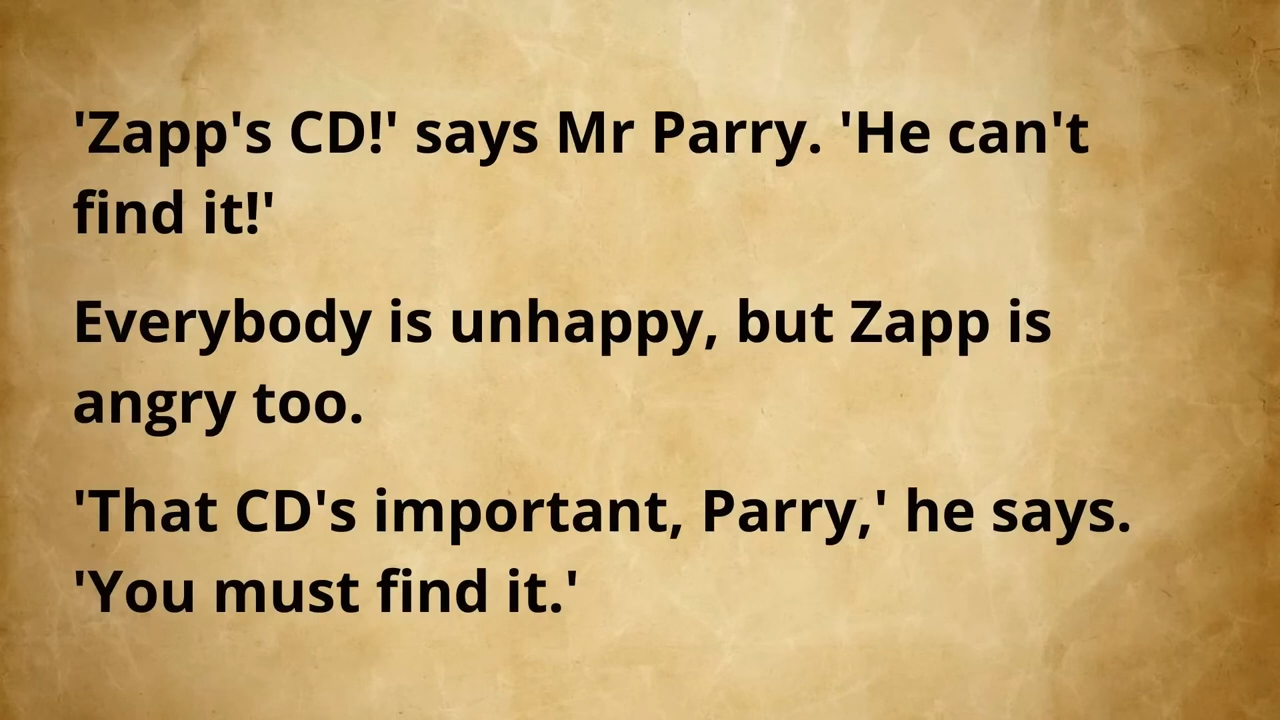 'Zapp's CD!' says Mr Parry. 'He can't
find it!'
Everybody is unhappy, but Zapp is
angry too.
'That CD's important, Parry,' he says.
'You must find it.'